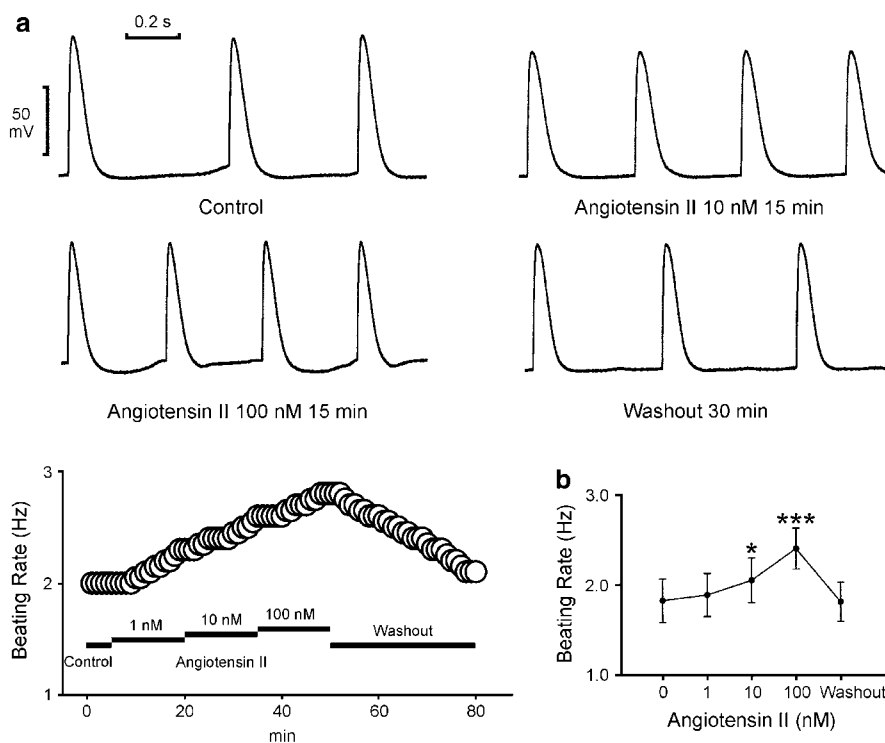 a
0.2 s
50
mV
Control
Angiotensin II 10 nM 15 min
Angiotensin II 100 nM 15 min
Washout 30 min
Beating Rate (Hz)
3
2
1
1 nM
10 nM
100 nM
Washout
Control
Angiotensin II
0
20
40
60
80
min
b
Beating Rate (Hz)
3.0
2.0
1.0
*
***
0
1
10
100
Washout
Angiotensin II (nM)